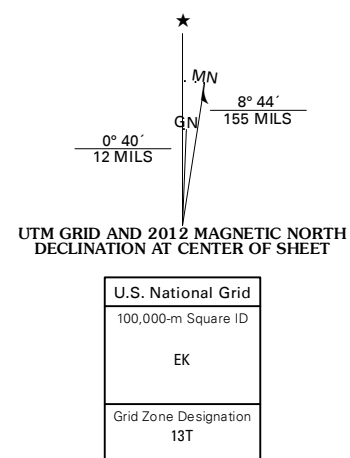 ★
MN
GN
8° 44´
155 MILS
0° 40´
12 MILS
UTM GRID AND 2012 MAGNETIC NORTH
DECLINATION AT CENTER OF SHEET
U.S. National Grid
100,000-m Square ID
EK
Grid Zone Designation
13T